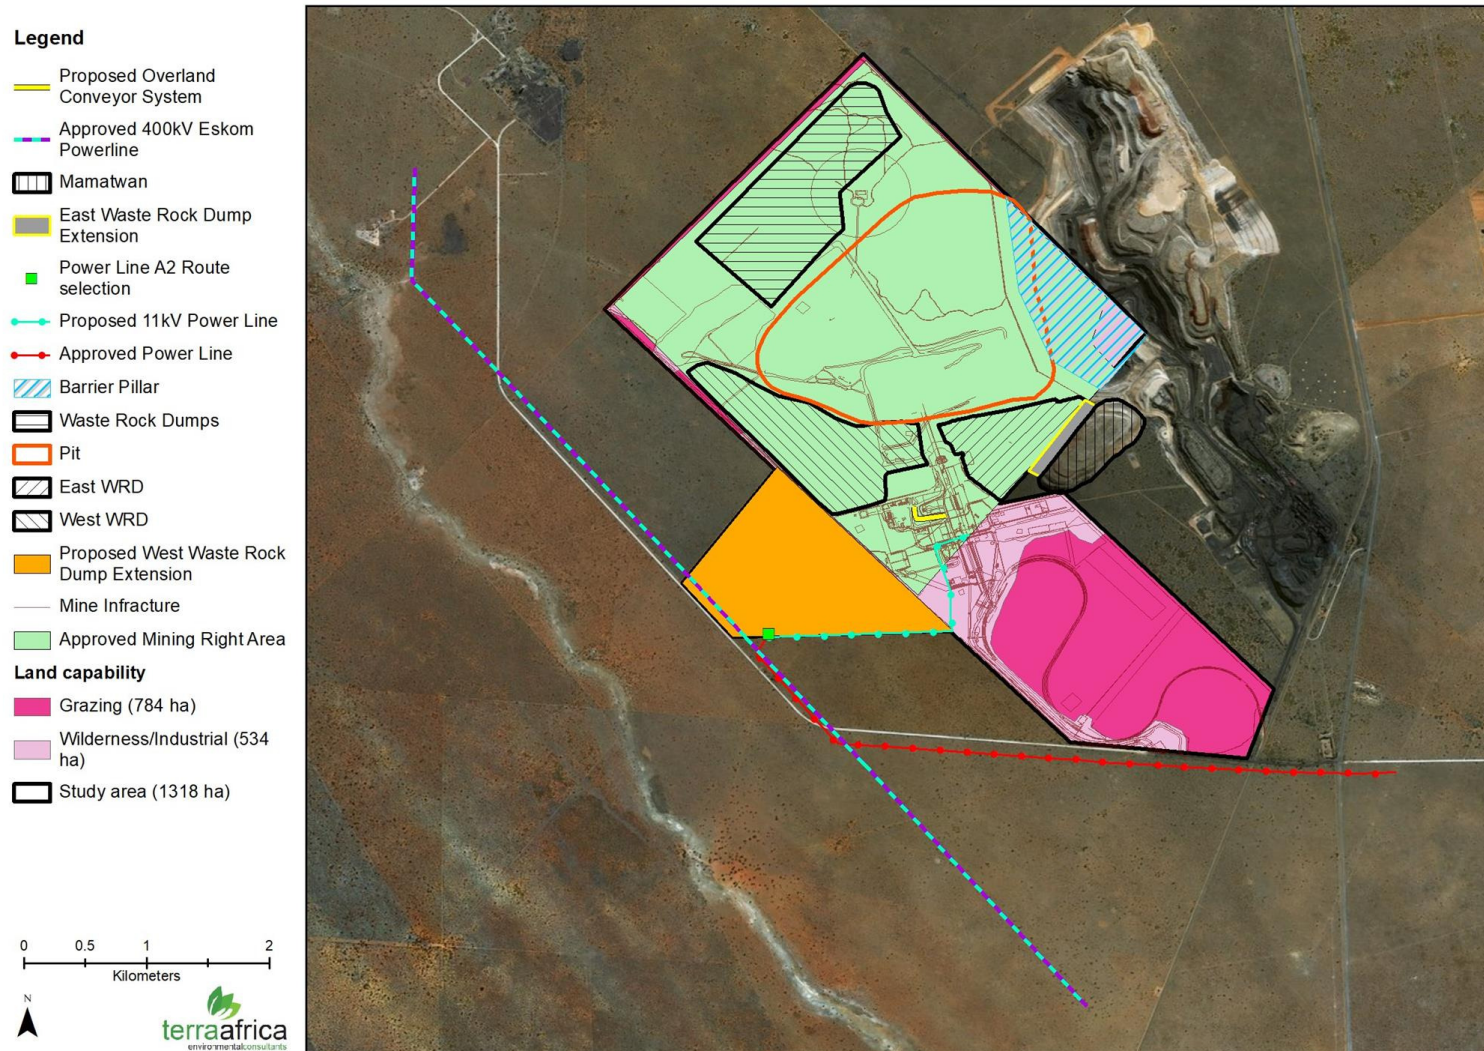 Legend
Proposed Overland
Conveyor System
Approved 400kV Eskom
Powerline
Mamatwan
East Waste Rock Dump
Extension
Power Line A2 Route
selection
Proposed 11kV Power Line
Approved Power Line
Barrier Pillar
Waste Rock Dumps
Pit
East WRD
West WRD
Proposed West Waste Rock
Dump Extension
Mine Infracture
Approved Mining Right Area
Land capability
Grazing (784 ha)
Wilderness/Industrial (534
ha)
Study area (1318 ha)
0 0.5 1 2
Kilometers
N
terraafrica
environmentalconsultants